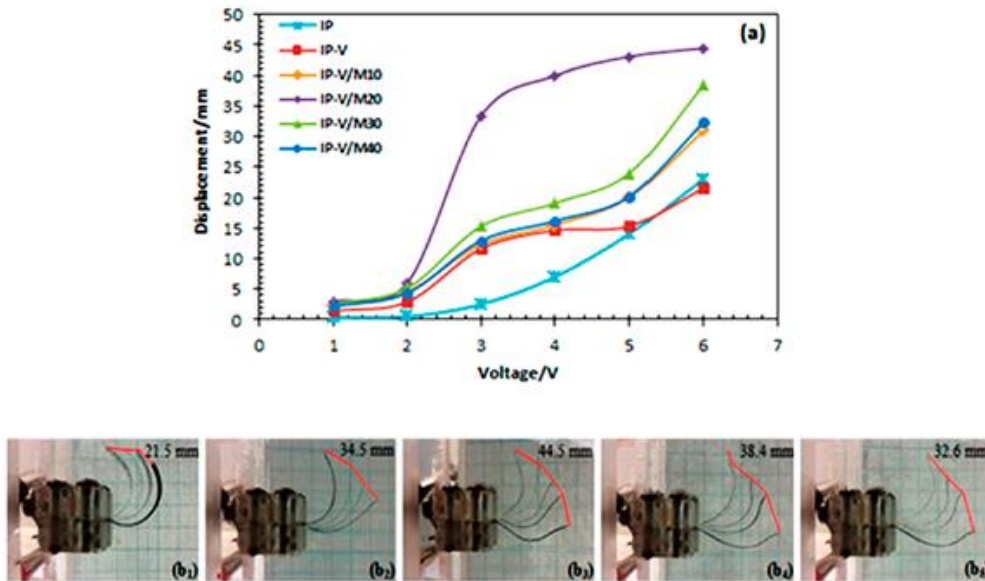 (a)
IP
IP-V
IP-V/M10
IP-V/M20
IP-V/M30
IP-V/M40
Displacement/mm
50
45
40
35
30
25
20
15
10
5
0
0 1 2 3 4 5 6 7
Voltage/V
21.5 mm 34.5 mm 44.5 mm 38.4 mm 32.6 mm
(b1) (b2) (b3) (b4) (b5)